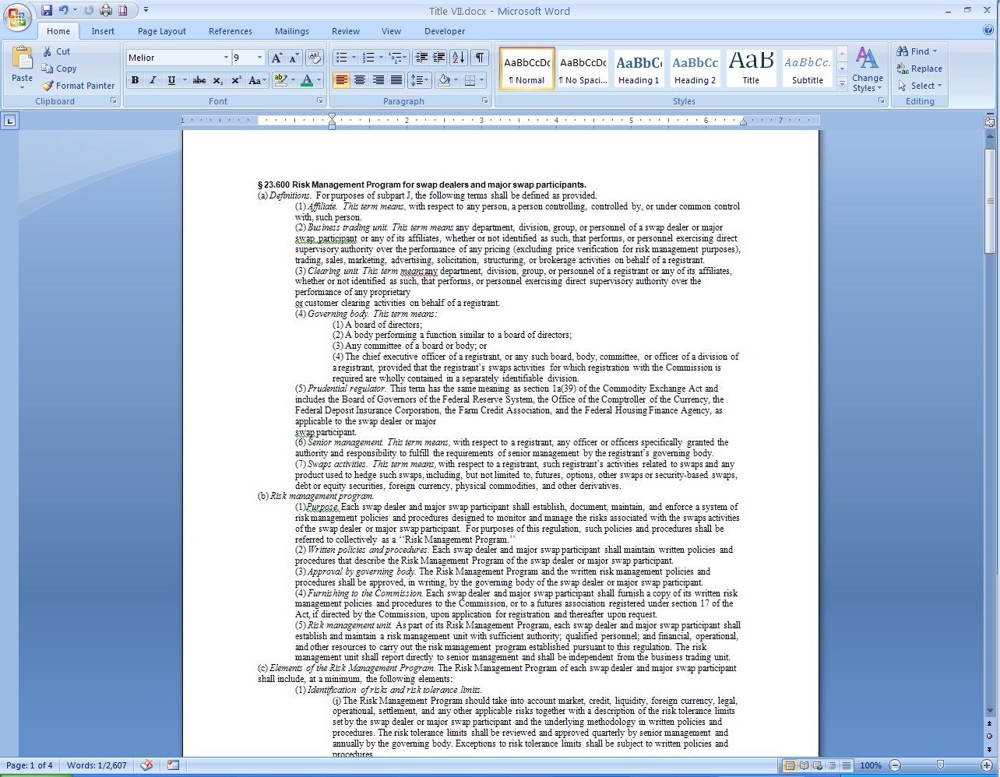 Title VII.docx - Microsoft Word
Home Insert Page Layout References Mailings Review View Developer
Paste
Cut
Copy
Format Painter
Clipboard
Melior 9
Font
Paragraph
AaBbCcDc AaBbCcDc AaBbC AaBbCc AaB AaBbCc.
¶ Normal ¶ No Spaci... Heading 1 Heading 2 Title Subtitle
Change Styles
Styles
Find
Replace
Select
Editing
1 1 2 3 4 5 6 7
§ 23.600 Risk Management Program for swap dealers and major swap participants.
(a) Definitions. For purposes of subpart J, the following terms shall be defined as provided.
(1) Affiliate. This term means, with respect to any person, a person controlling, controlled by, or under common control
with, such person.
(2) Business trading unit. This term means any department, division, group, or personnel of a swap dealer or major
swap participant or any of its affiliates, whether or not identified as such, that performs, or personnel exercising direct
supervisory authority over the performance of any pricing (excluding price verification for risk management purposes),
trading, sales, marketing, advertising, solicitation, structuring, or brokerage activities on behalf of a registrant.
(3) Clearing unit. This term meansany department, division, group, or personnel of a registrant or any of its affiliates,
whether or not identified as such, that performs, or personnel exercising direct supervisory authority over the
performance of any proprietary
or customer clearing activities on behalf of a registrant.
(4) Governing body. This term means:
(1) A board of directors;
(2) A body performing a function similar to a board of directors;
(3) Any committee of a board or body; or
(4) The chief executive officer of a registrant, or any such board, body, committee, or officer of a division of
a registrant, provided that the registrant's swaps activities for which registration with the Commission is
required are wholly contained in a separately identifiable division.
(5) Prudential regulator. This term has the same meaning as section 1a(39) of the Commodity Exchange Act and
includes the Board of Governors of the Federal Reserve System, the Office of the Comptroller of the Currency, the
Federal Deposit Insurance Corporation, the Farm Credit Association, and the Federal Housing Finance Agency, as
applicable to the swap dealer or major
swap participant.
(6) Senior management. This term means, with respect to a registrant, any officer or officers specifically granted the
authority and responsibility to fulfill the requirements of senior management by the registrant's governing body.
(7) Swaps activities. This term means, with respect to a registrant, such registrant's activities related to swaps and any
product used to hedge such swaps, including, but not limited to, futures, options, other swaps or security-based swaps,
debt or equity securities, foreign currency, physical commodities, and other derivatives.
(b) Risk management program.
(1)Purpose. Each swap dealer and major swap participant shall establish, document, maintain, and enforce a system of
risk management policies and procedures designed to monitor and manage the risks associated with the swaps activities
of the swap dealer or major swap participant. For purposes of this regulation, such policies and procedures shall be
referred to collectively as a ‘‘Risk Management Program.’’
(2) Written policies and procedures. Each swap dealer and major swap participant shall maintain written policies and
procedures that describe the Risk Management Program of the swap dealer or major swap participant.
(3) Approval by governing body. The Risk Management Program and the written risk management policies and
procedures shall be approved, in writing, by the governing body of the swap dealer or major swap participant.
(4) Furnishing to the Commission. Each swap dealer and major swap participant shall furnish a copy of its written risk
management policies and procedures to the Commission, or to a futures association registered under section 17 of the
Act, if directed by the Commission, upon application for registration and thereafter upon request.
(5) Risk management unit. As part of its Risk Management Program, each swap dealer and major swap participant shall
establish and maintain a risk management unit with sufficient authority; qualified personnel; and financial, operational,
and other resources to carry out the risk management program established pursuant to this regulation. The risk
management unit shall report directly to senior management and shall be independent from the business trading unit.
(c) Elements of the Risk Management Program. The Risk Management Program of each swap dealer and major swap participant
shall include, at a minimum, the following elements:
(1) Identification of risks and risk tolerance limits.
(i) The Risk Management Program should take into account market, credit, liquidity, foreign currency, legal,
operational, settlement, and any other applicable risks together with a description of the risk tolerance limits
set by the swap dealer or major swap participant and the underlying methodology in written policies and
procedures. The risk tolerance limits shall be reviewed and approved quarterly by senior management and
annually by the governing body. Exceptions to risk tolerance limits shall be subject to written policies and
procedures
Page: 1 of 4 Words: 1/2,607 100%